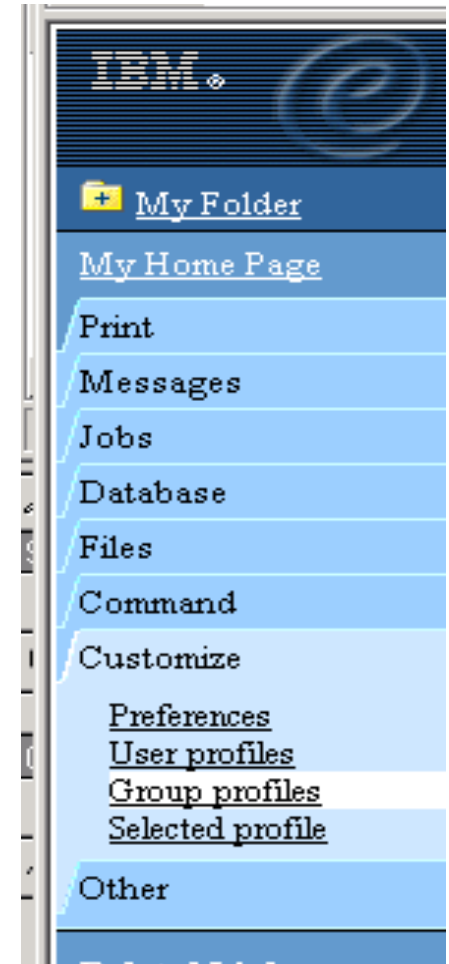 IBM®
My Folder
My Home Page
Print
Messages
Jobs
Database
Files
Command
Customize
Preferences
User profiles
Group profiles
Selected profile
Other